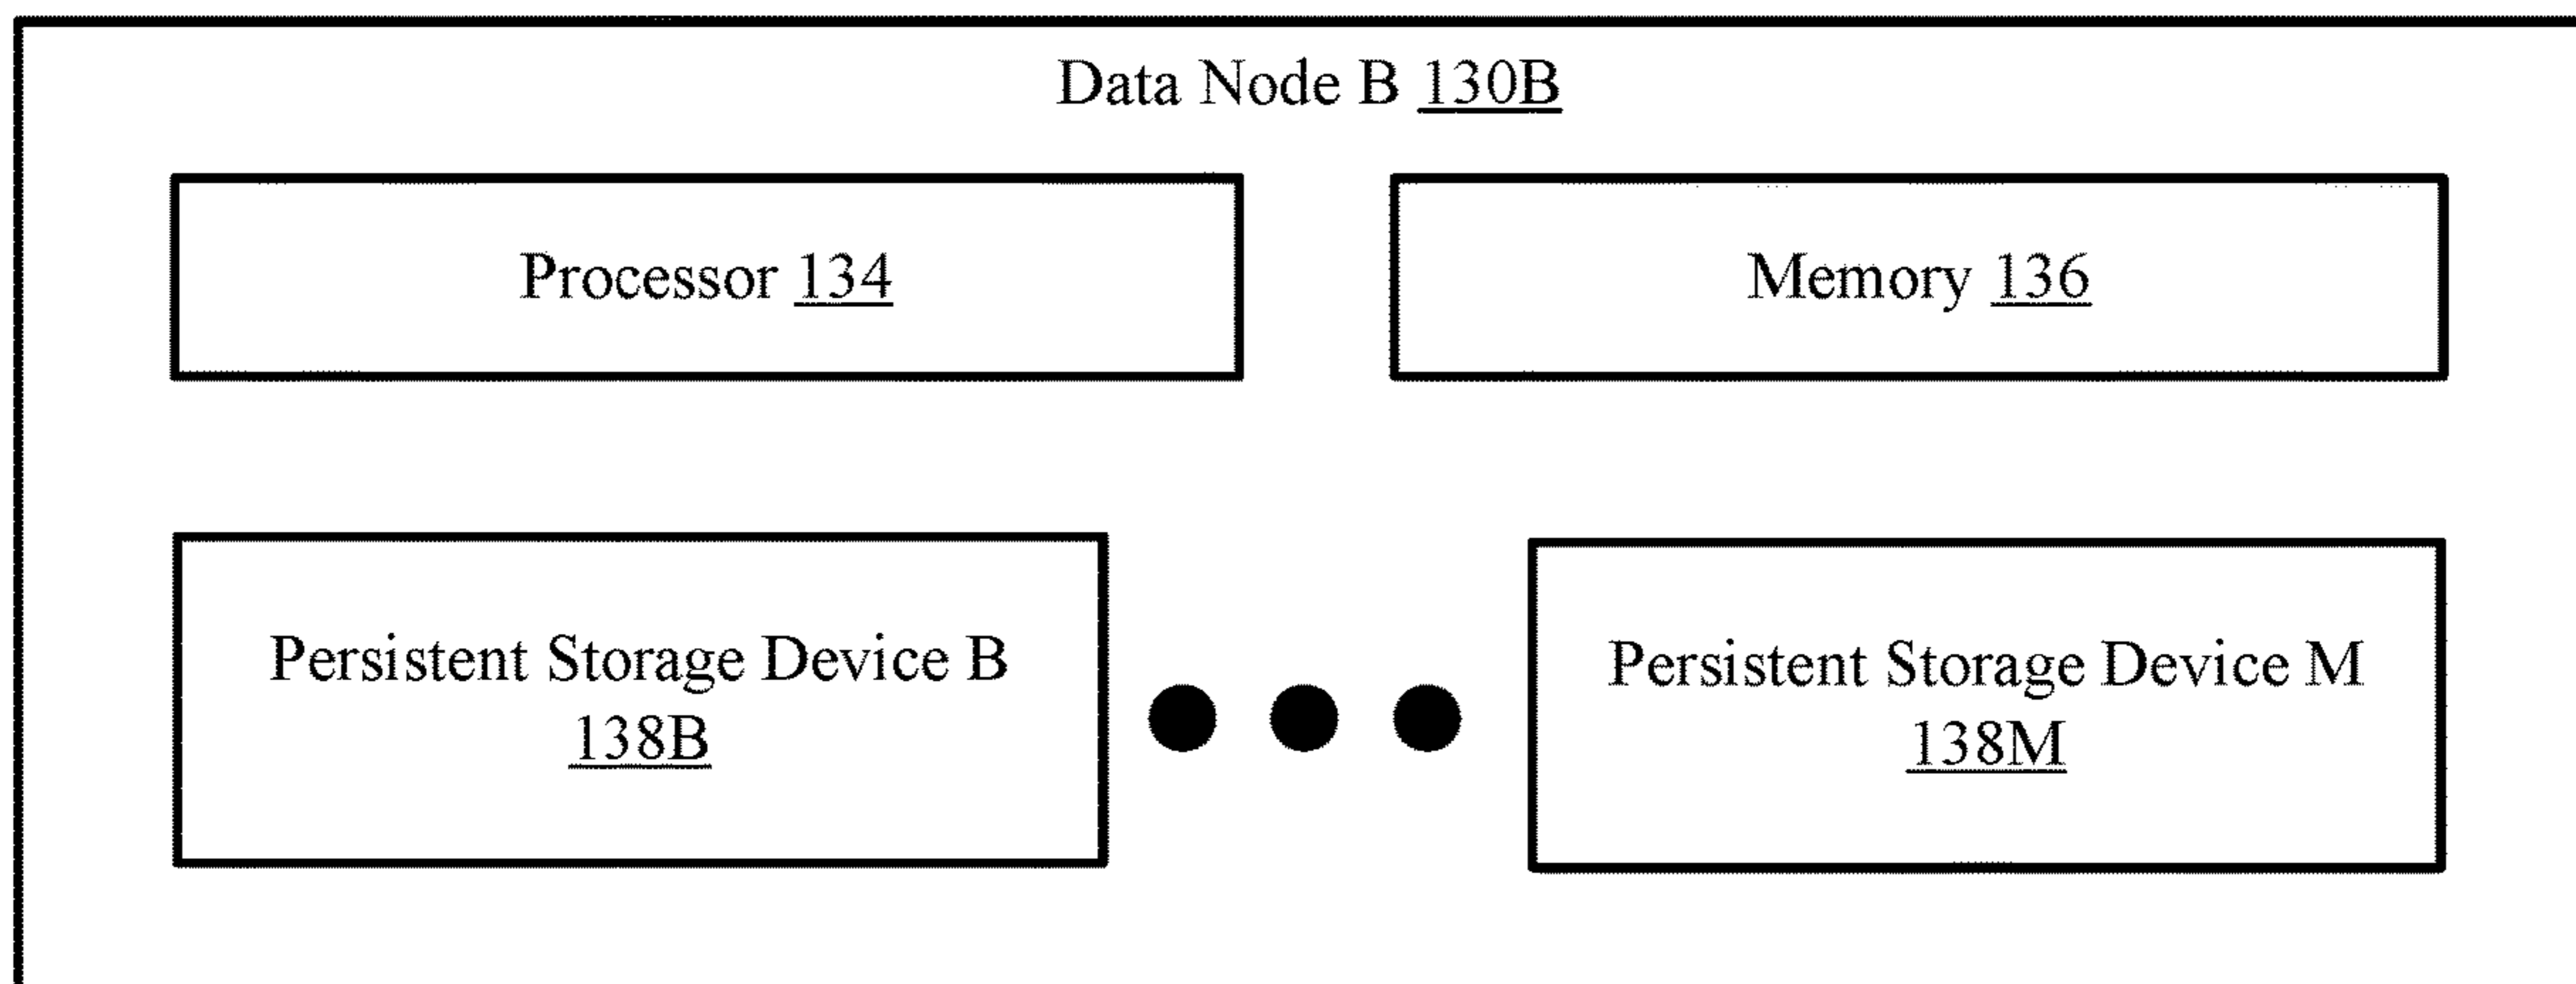 Data Node B 130B
Processor 134
Memory 136
Persistent Storage Device B
138B
Persistent Storage Device M
138M